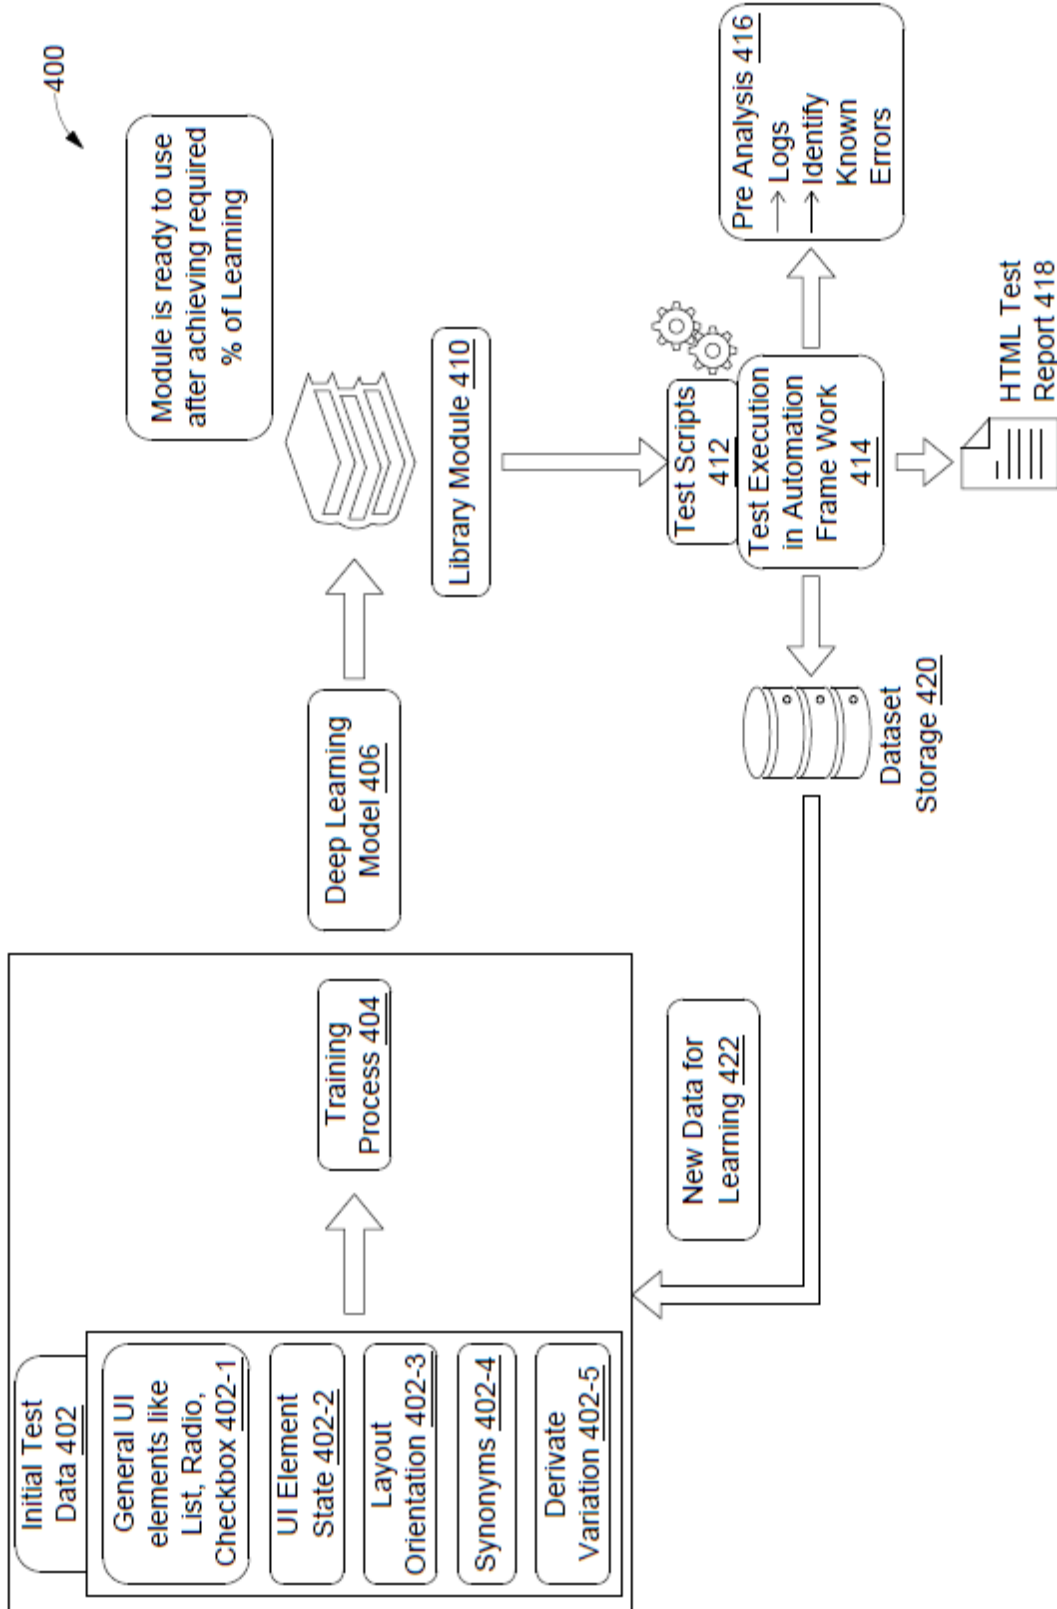 400
Initial Test
Data 402
General UI
elements like
List, Radio,
Checkbox 402-1
UI Element
State 402-2
Layout
Orientation 402-3
Synonyms 402-4
Derivate
Variation 402-5
Training
Process 404
Deep Learning
Model 406
Module is ready to use
after achieving required
% of Learning
Library Module 410
Test Scripts
412
Test Execution
in Automation
Frame Work
414
Pre Analysis 416
→ Logs
→ Identify
Known
Errors
HTML Test
Report 418
Dataset
Storage 420
New Data for
Learning 422